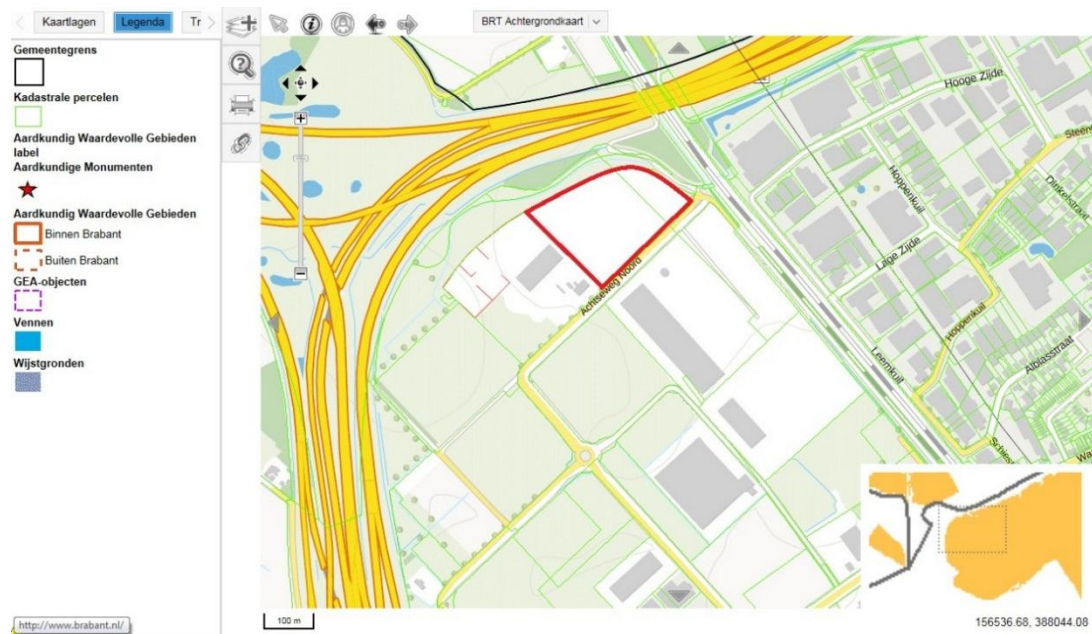 Kaartlagen
Legenda
Tr
BRT Achtergrondkaart
Gemeentegrens
Kadastrale percelen
Aardkundig Waardevolle Gebieden
label
Aardkundige Monumenten
Aardkundig Waardevolle Gebieden
Binnen Brabant
Buiten Brabant
GEA-objecten
Vennen
Wijstgronden
http://www.brabant.nl/
Hooge Zijde
Hoppenkuil
Dinkelstraat
Lage Zijde
Achtseweg Noord
Hoppenkuil
Leemkuil
Alblasstraat
100 m
156536.68, 388044.08